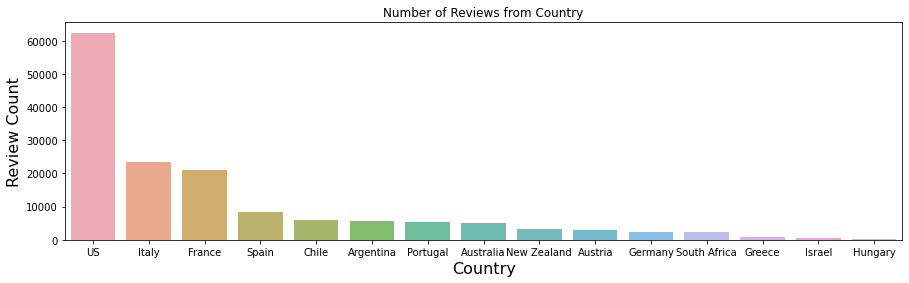 Number of Reviews from Country
Review Count
60000
50000
40000
30000
20000
10000
0
US Italy France Spain Chile Argentina Portugal Australia New Zealand Austria Germany South Africa Greece Israel Hungary
Country